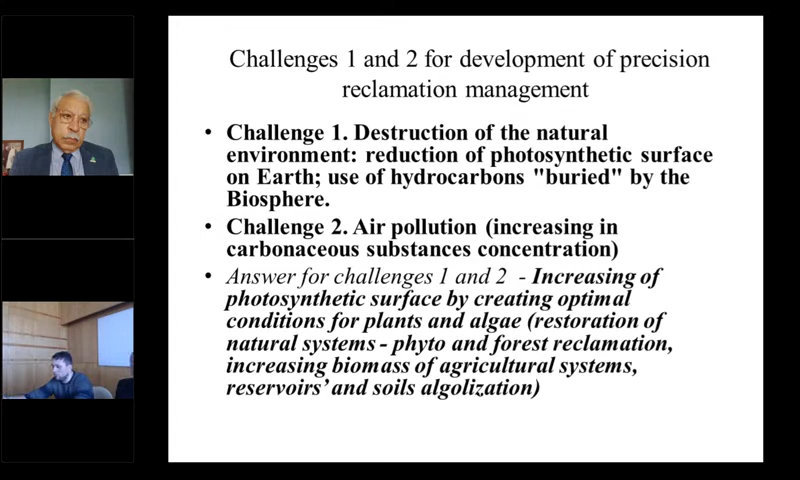 Challenges 1 and 2 for development of precision
reclamation management
• Challenge 1. Destruction of the natural
environment: reduction of photosynthetic surface
on Earth; use of hydrocarbons "buried" by the
Biosphere.
• Challenge 2. Air pollution (increasing in
carbonaceous substances concentration)
• Answer for challenges 1 and 2 - Increasing of
photosynthetic surface by creating optimal
conditions for plants and algae (restoration of
natural systems - phyto and forest reclamation,
increasing biomass of agricultural systems,
reservoirs’ and soils algolization)